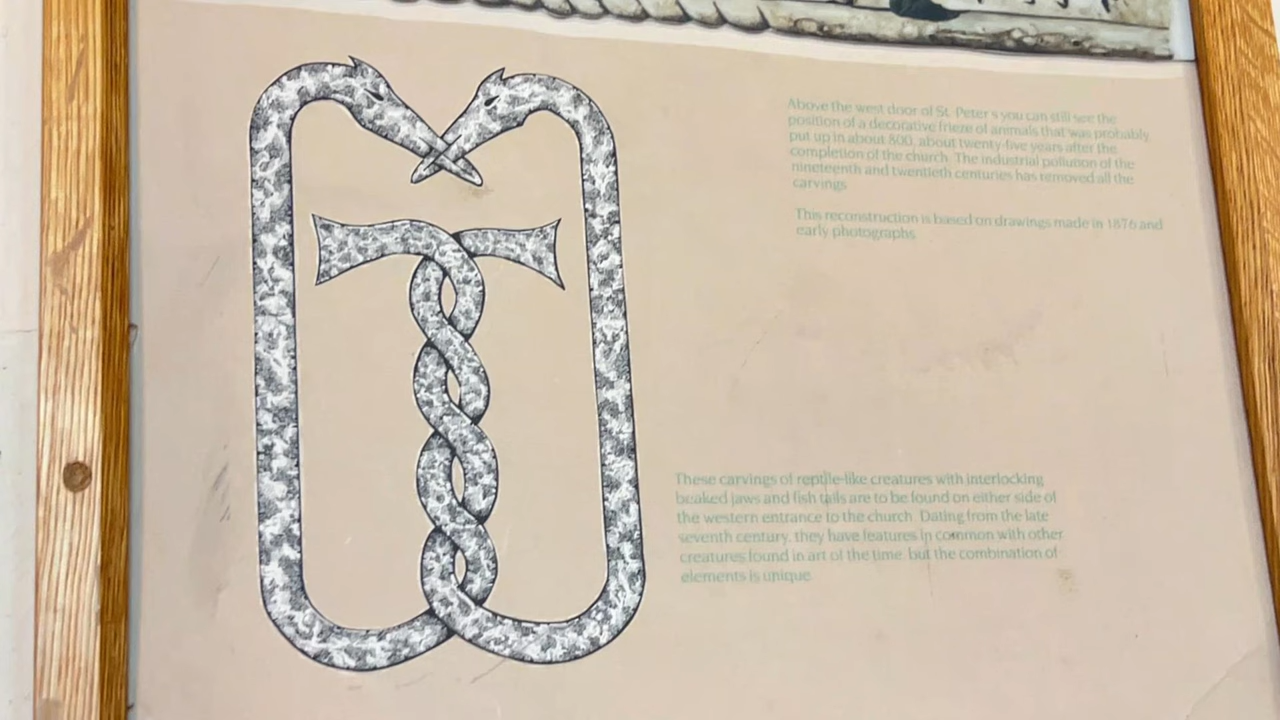 Above the west door of St. Peter's you can still see the
position of a decorative frieze of animals that was probably
put up in about 800, about twenty-five years after the
completion of the church. The industrial pollution of the
nineteenth and twentieth centuries has removed all the
carvings.
This reconstruction is based on drawings made in 1876 and
early photographs.
These carvings of reptile-like creatures with interlocking
beaked jaws and fish tails are to be found on either side of
the western entrance to the church. Dating from the late
seventh century, they have features in common with other
creatures found in art of the time, but the combination of
elements is unique.